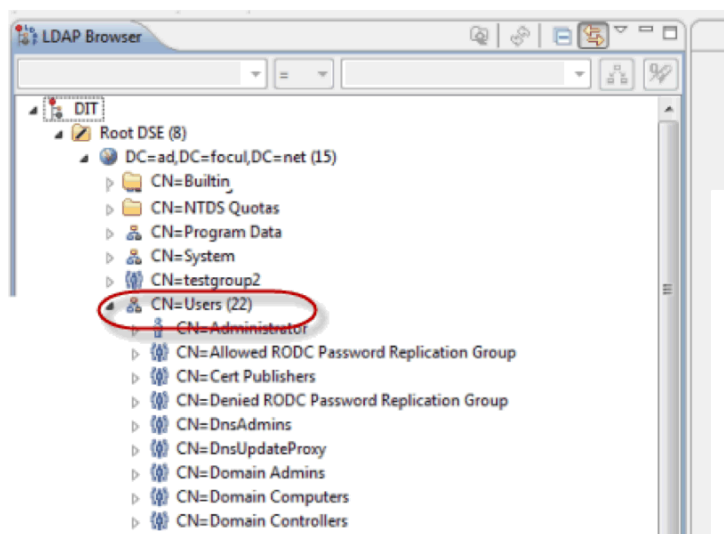 LDAP Browser
=
DIT
Root DSE (8)
DC=ad,DC=focul,DC=net (15)
CN=Builtin
CN=NTDS Quotas
CN=Program Data
CN=System
CN=testgroup2
CN=Users (22)
CN=Administrator
CN=Allowed RODC Password Replication Group
CN=Cert Publishers
CN=Denied RODC Password Replication Group
CN=DnsAdmins
CN=DnsUpdateProxy
CN=Domain Admins
CN=Domain Computers
CN=Domain Controllers